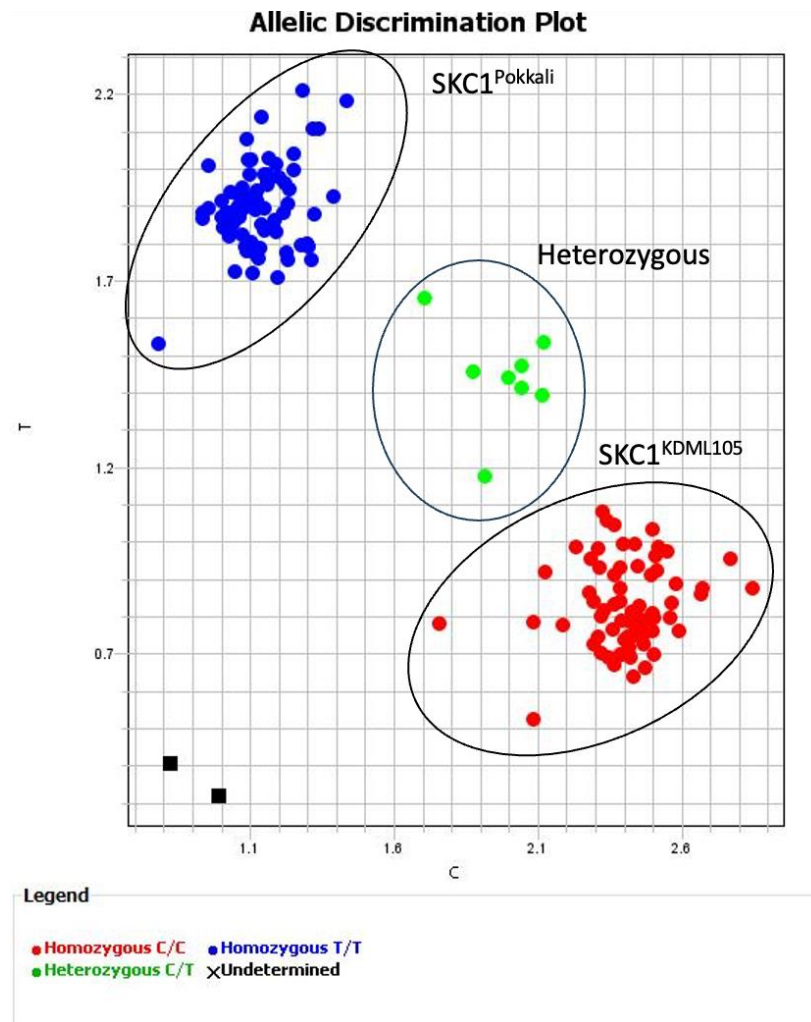 Allelic Discrimination Plot
SKC1Pokkali
2.2
Heterozygous
1.7
T
SKC1KDML105
1.2
0.7
1.1 1.6 2.1 2.6
C
Legend
Homozygous C/C Homozygous T/T
Heterozygous C/T Undetermined